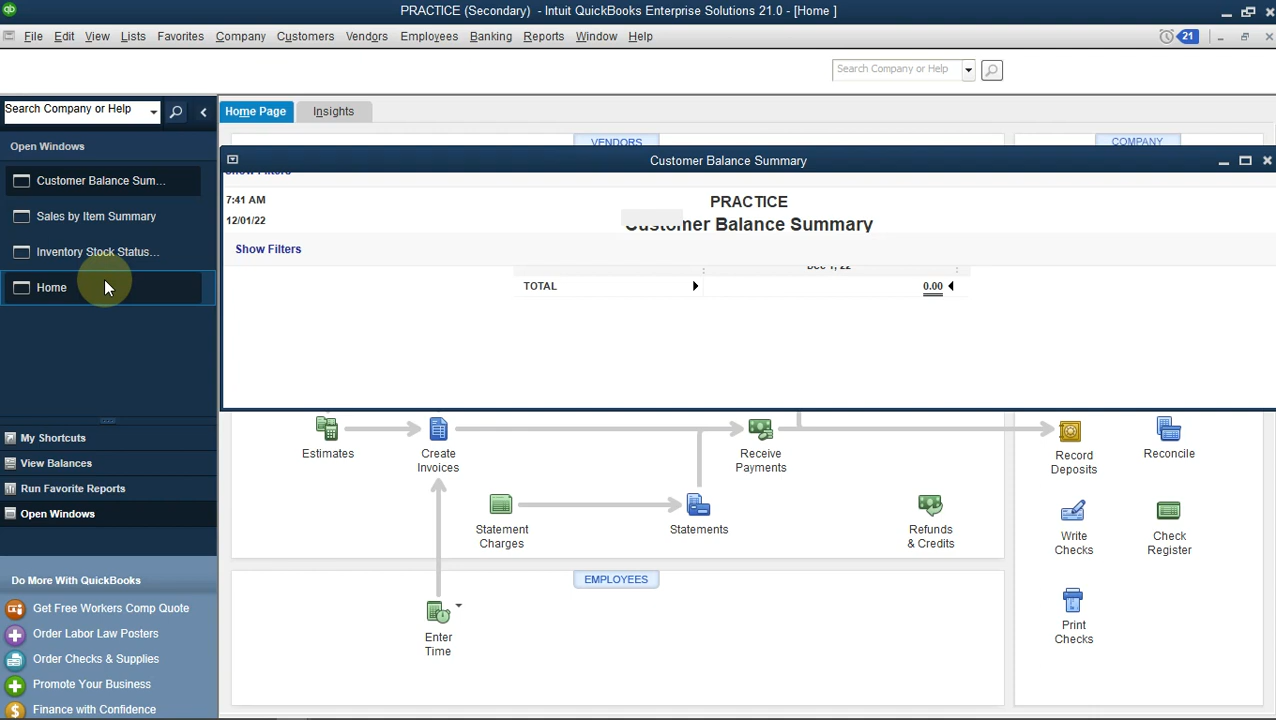 PRACTICE (Secondary) - Intuit QuickBooks Enterprise Solutions 21.0 - [Home ]
File Edit View Lists Favorites Company Customers Vendors Employees Banking Reports Window Help
21
Search Company or Help
Search Company or Help
Home Page
Insights
Open Windows
VENDORS
COMPANY
Customer Balance Summary
Customer Balance Sum...
Show Filters
7:41 AM
PRACTICE
12/01/22
Customer Balance Summary
Sales by Item Summary
Show Filters
Inventory Stock Status...
Dec 1, 22
TOTAL
0.00
Home
My Shortcuts
View Balances
Run Favorite Reports
Open Windows
Estimates
Create
Invoices
Receive
Payments
Record
Deposits
Reconcile
Statement
Charges
Statements
Refunds
& Credits
Write
Checks
Check
Register
EMPLOYEES
Enter
Time
Print
Checks
Do More With QuickBooks
Get Free Workers Comp Quote
Order Labor Law Posters
Order Checks & Supplies
Promote Your Business
Finance with Confidence